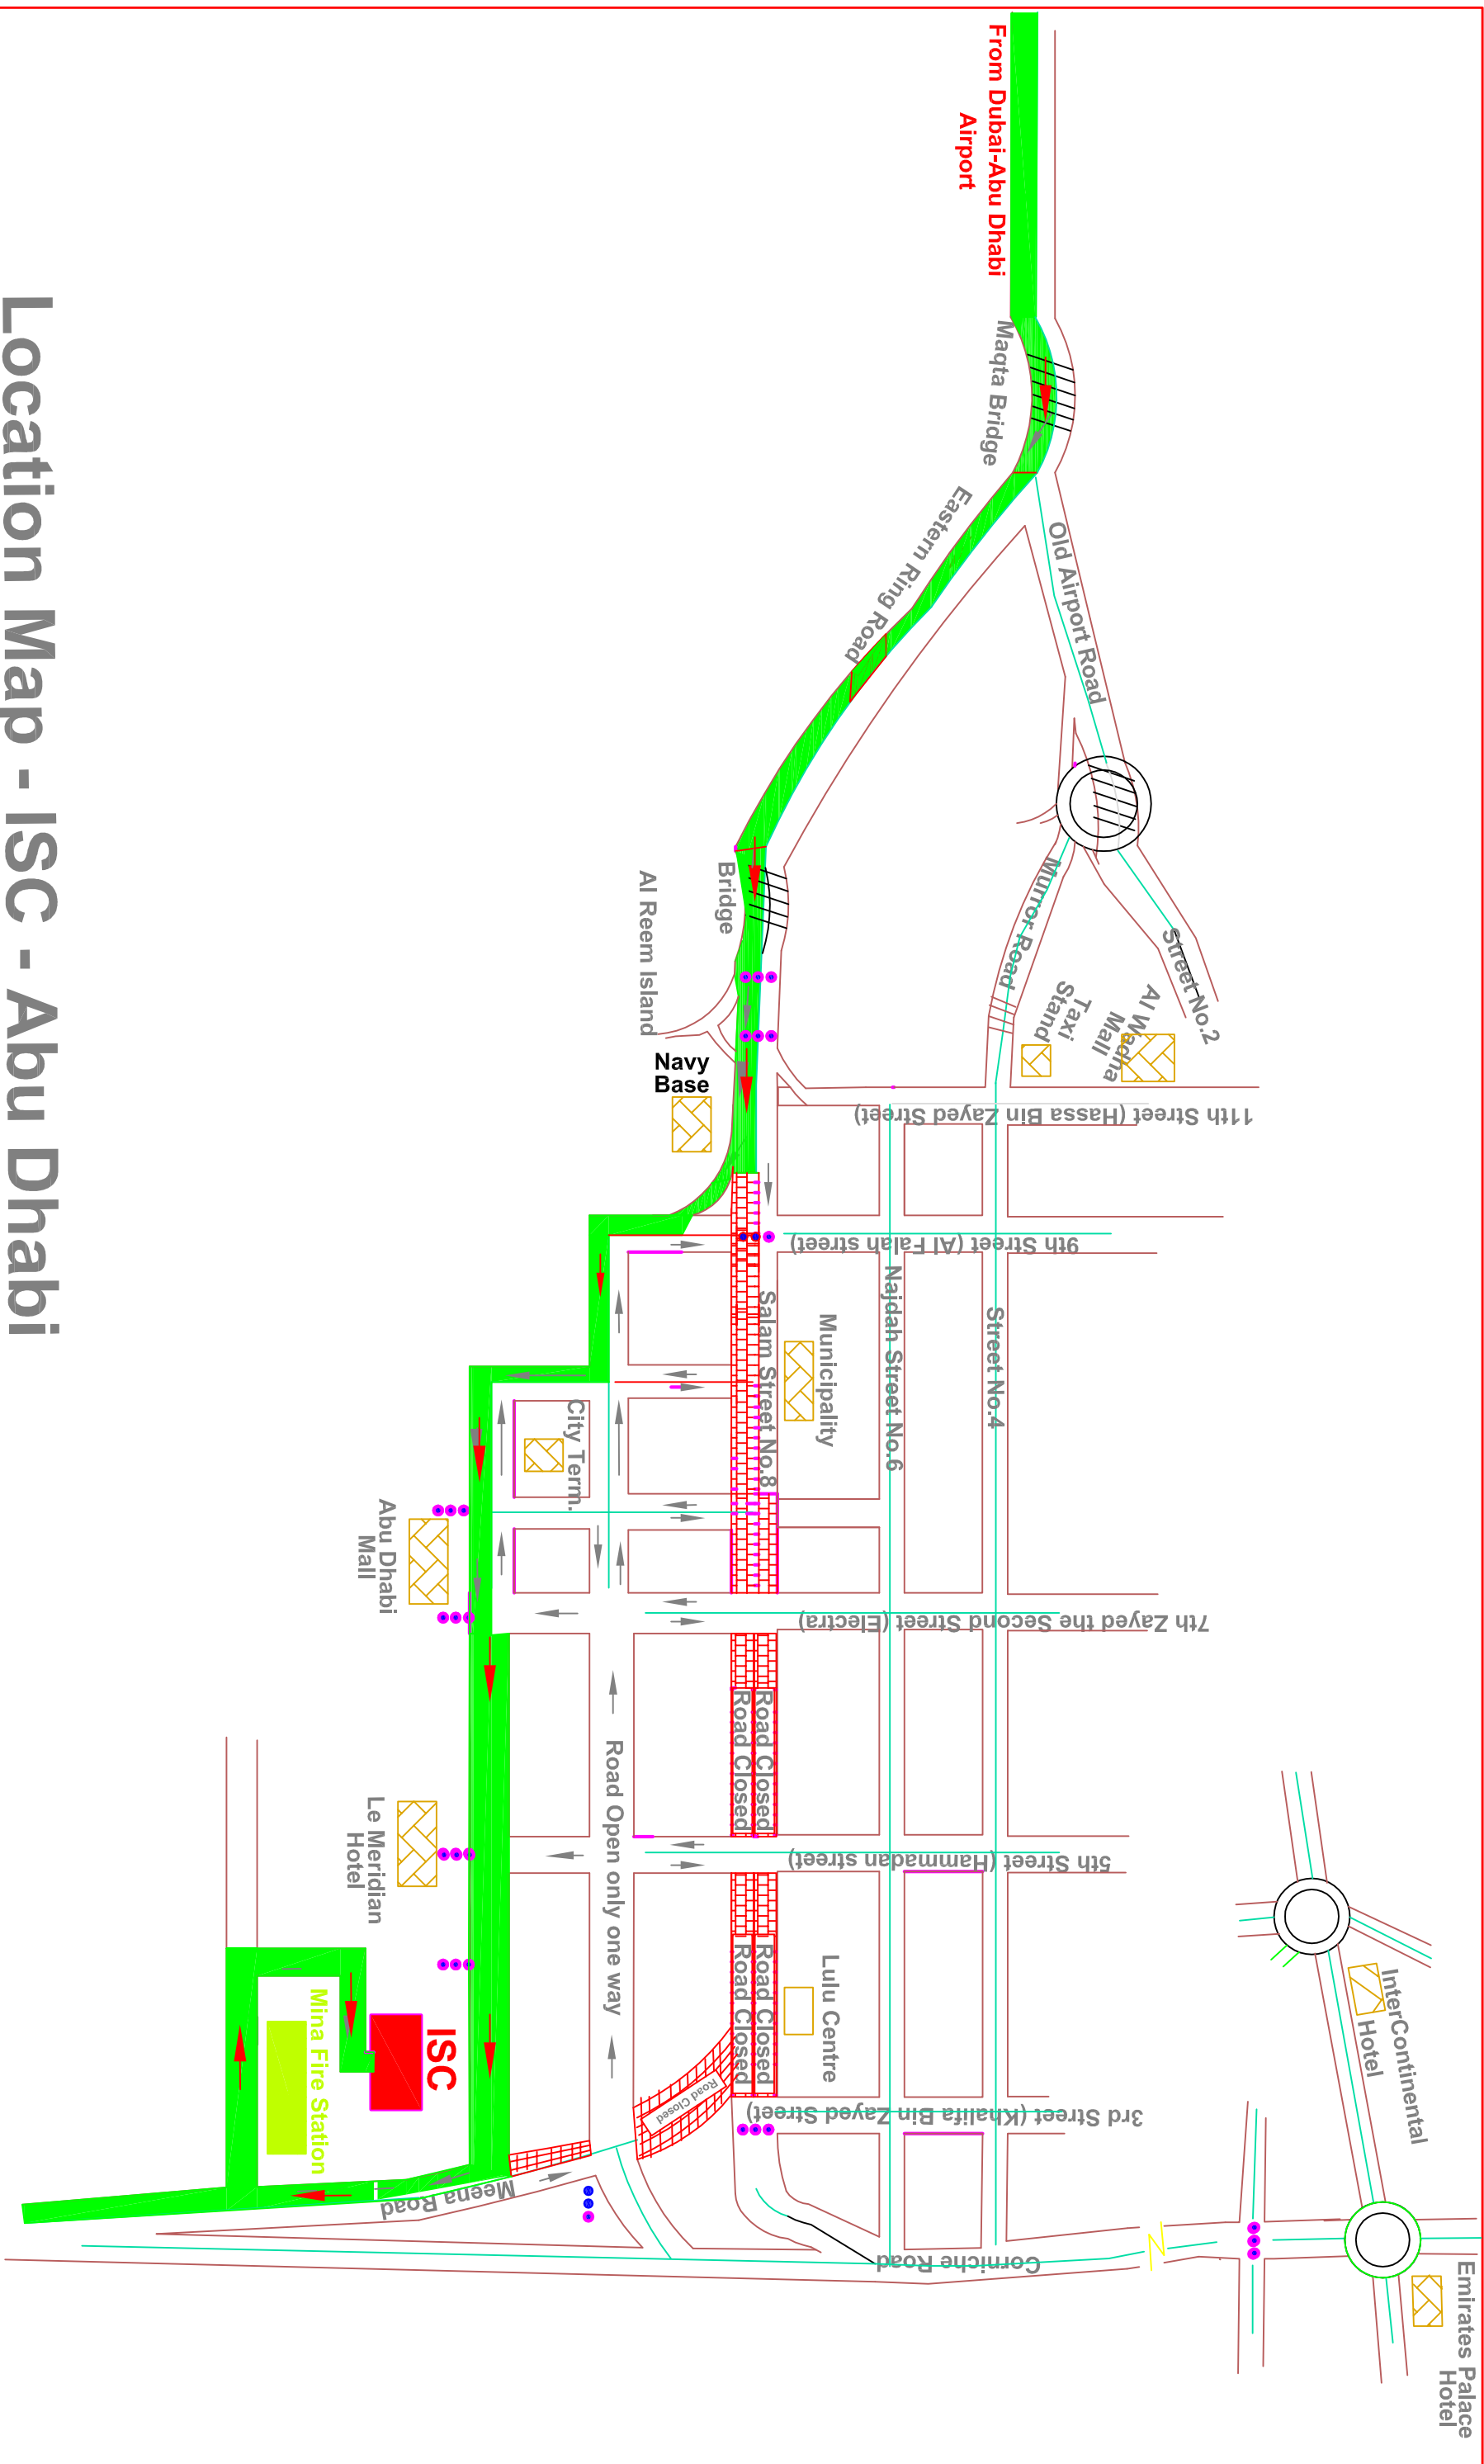 Location Map - ISC - Abu Dhabi
From Dubai-Abu Dhabi
Airport
Maqta Bridge
Eastern Ring Road
Old Airport Road
Murror Road
Street No.2
Al Wadha
Mall
Taxi
Stand
Bridge
Al Reem Island
Navy
Base
11th Street (Hassa Bin Zayed Street)
9th Street (Al Falah street)
Salam Street No.8
Municipality
Najdah Street No.6
Street No.4
City Term.
Abu Dhabi
Mall
7th Zayed the Second Street (Electra)
Road Closed
Road Closed
Road Open only one way
5th Street (Hammadan street)
Le Meridian
Hotel
Road Closed
Road Closed
Lulu Centre
Road Closed
3rd Street (Khalifa Bin Zayed Street)
ISC
Mina Fire Station
Meena Road
Corniche Road
N
InterContinental
Hotel
Emirates Palace
Hotel